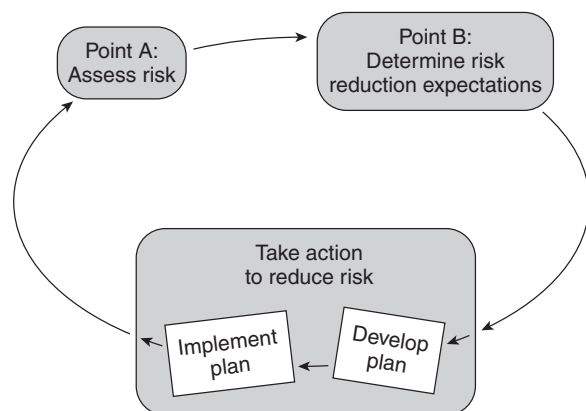 Point A:
Assess risk
Point B:
Determine risk
reduction expectations
Take action
to reduce risk
Implement
plan
Develop
plan